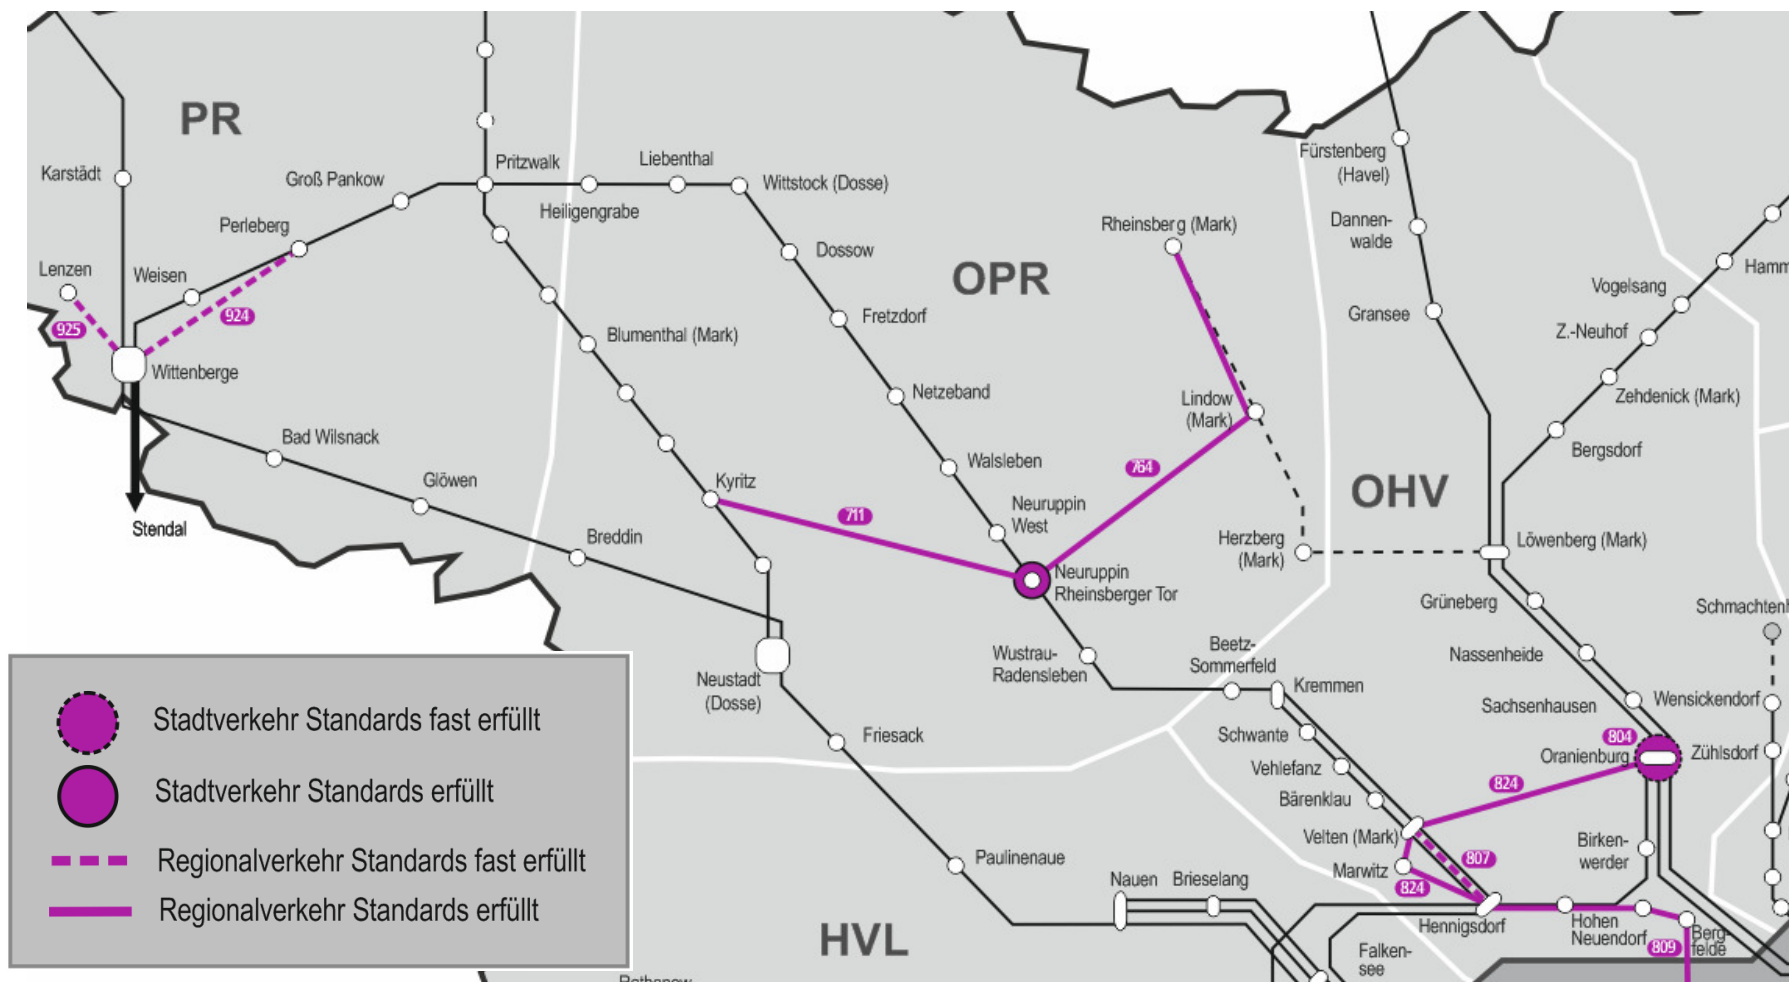 PR
Karstädt
Groß Pankow
Pritzwalk
Liebenthal
Wittstock (Dosse)
Heiligengrabe
Perleberg
Lenzen
Weisen
925
924
Wittenberge
Blumenthal (Mark)
Dossow
Fretzdorf
Netzeband
Walsleben
Neuruppin
West
Neuruppin
Rheinsberger Tor
OPR
Rheinsberg (Mark)
Lindow
(Mark)
764
711
Kyritz
Bad Wilsnack
Glöwen
Breddin
Stendal
Herzberg
(Mark)
OHV
Fürstenberg
(Havel)
Dannen-
walde
Gransee
Vogelsang
Z.-Neuhof
Zehdenick (Mark)
Bergsdorf
Löwenberg (Mark)
Grüneberg
Nassenheide
Sachsenhausen
Wensickendorf
804
Oranienburg
Zühlsdorf
Wustrau-
Radensleben
Beetz-
Sommerfeld
Kremmen
Schwante
Vehlefanz
Bärenklau
Velten (Mark)
Marwitz
824
807
824
Birken-
werder
Hennigsdorf
Hohen
Neuendorf
Berg-
felde
809
Neustadt
(Dosse)
Friesack
Paulinenaue
Nauen
Brieselang
HVL
Falken-
see
Stadtverkehr Standards fast erfüllt
Stadtverkehr Standards erfüllt
Regionalverkehr Standards fast erfüllt
Regionalverkehr Standards erfüllt